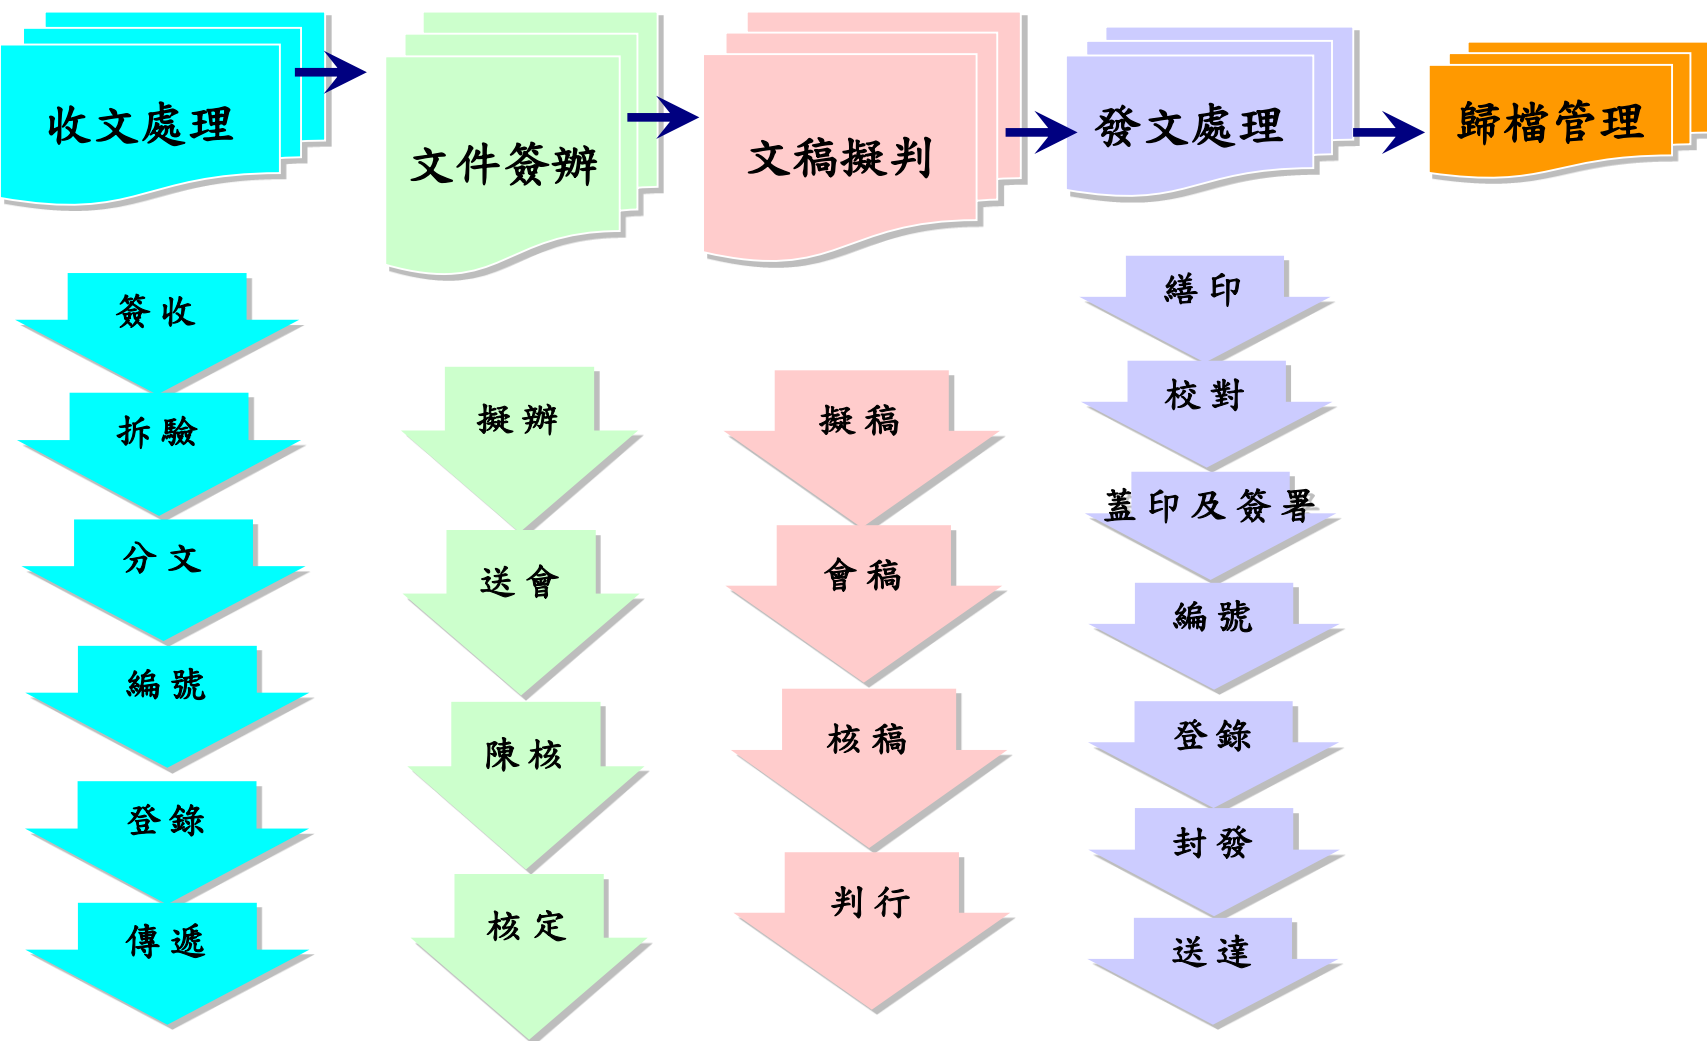 收文處理
文件簽辦
文稿擬判
發文處理
歸檔管理
簽收
拆驗
分文
編號
登錄
傳遞
擬辦
送會
陳核
核定
擬稿
會稿
核稿
判行
繕印
校對
蓋印及簽署
編號
登錄
封發
送達